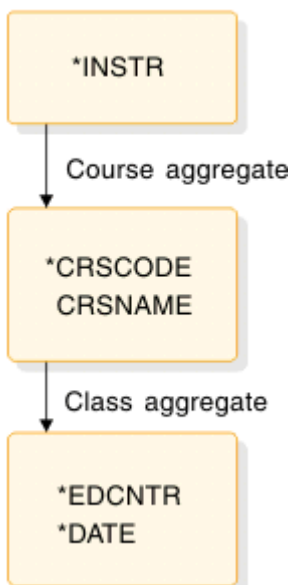 *INSTR
Course aggregate
*CRSCODE
CRSNAME
Class aggregate
*EDCNTR
*DATE